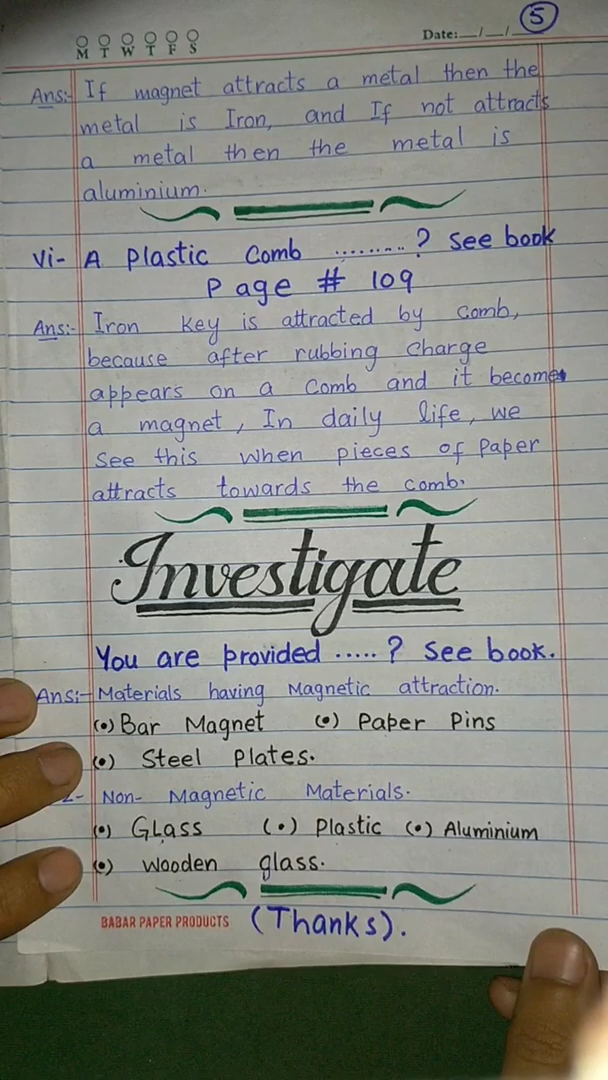 M T W T F S
Date:__/__/__
5
Ans:- If magnet attracts a metal then the
metal is Iron, and If not attracts
a metal then the metal is
aluminium.
Vi- A Plastic Comb ........? See book
Page # 109
Ans:- Iron key is attracted by comb,
because after rubbing charge
appears on a comb and it become
a magnet, In daily life, we
see this when pieces of Paper
attracts towards the comb.
Investigate
You are provided .....? See book.
Ans:- Materials having Magnetic attraction.
(•) Bar Magnet (•) Paper Pins
(•) Steel Plates.
2- Non- Magnetic Materials.
(•) Glass (•) Plastic (•) Aluminium
(•) Wooden glass.
BABAR PAPER PRODUCTS (Thanks).